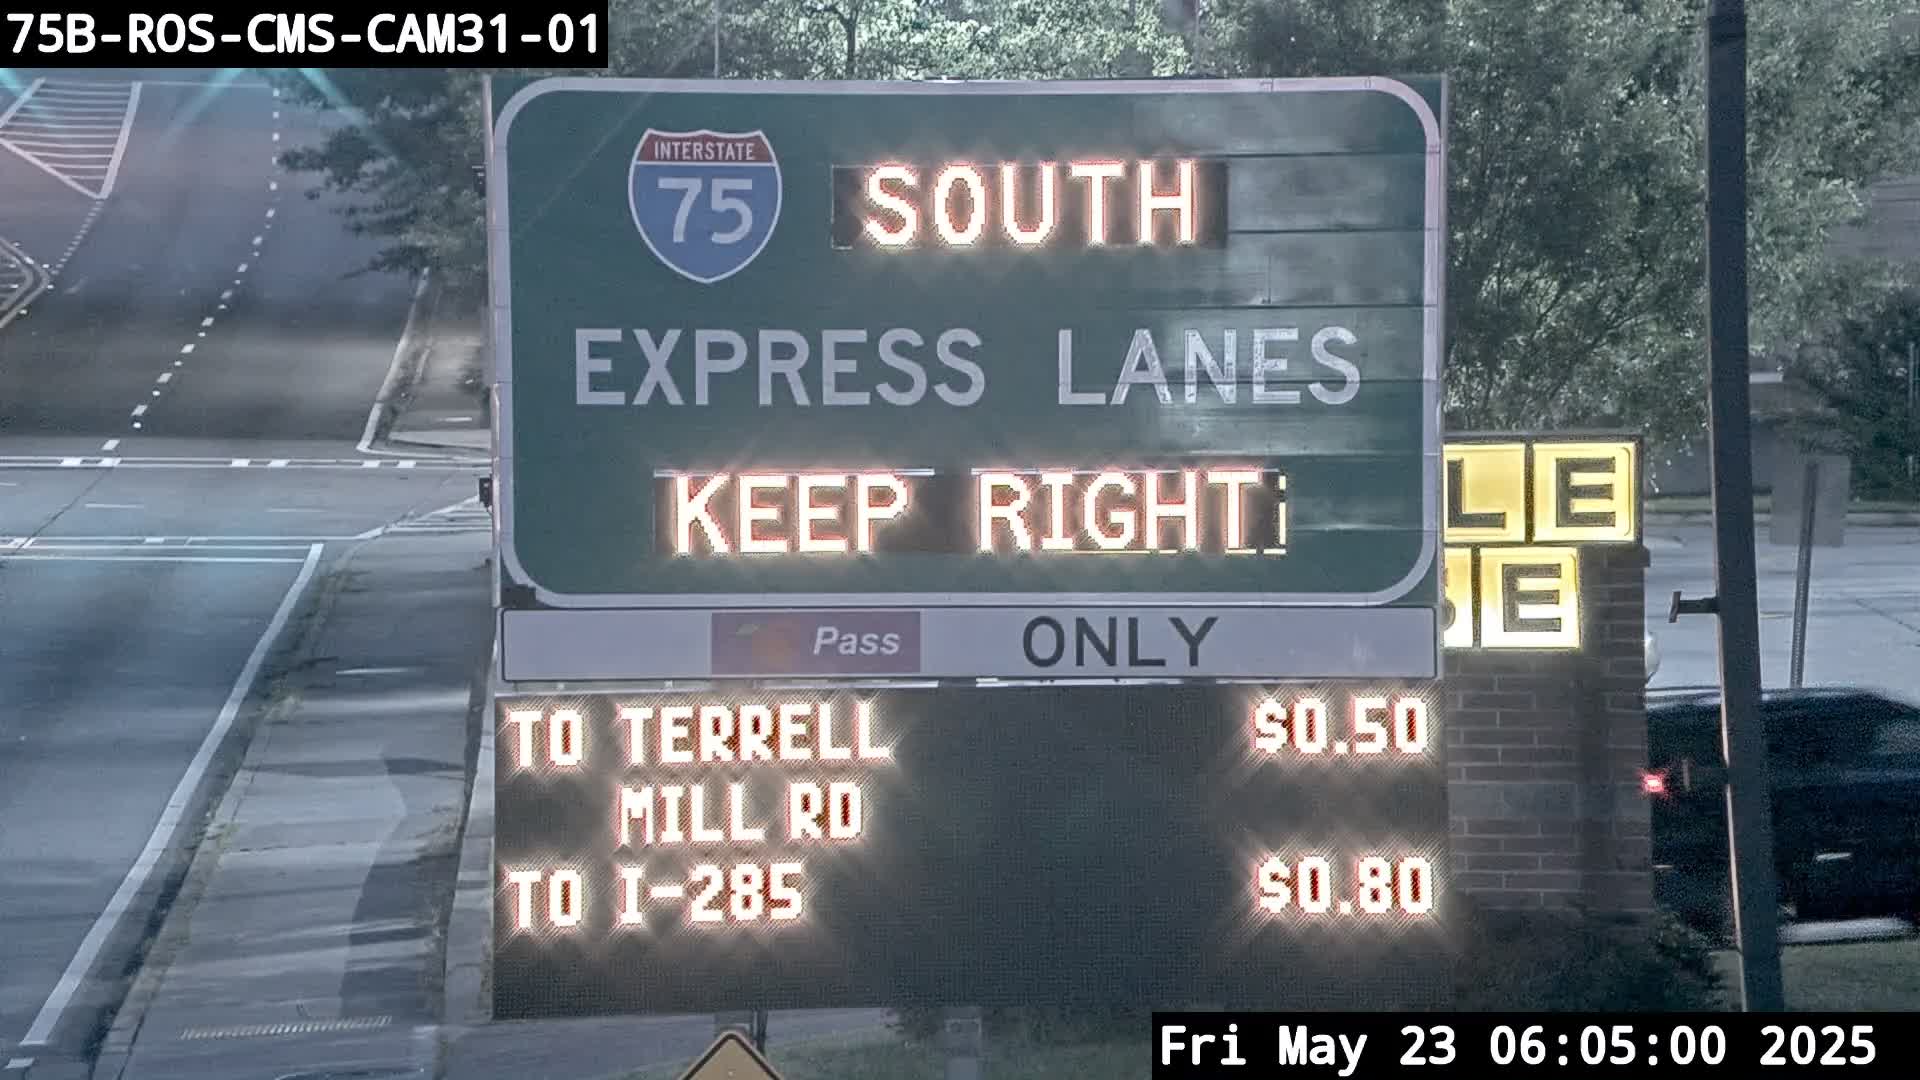 75B-ROS-CMS-CAM31-01
INTERSTATE
75
SOUTH
EXPRESS LANES
KEEP RIGHT
Pass ONLY
LE
E
TO TERRELL $0.50
MILL RD
TO I-285 $0.80
Fri May 23 06:05:00 2025